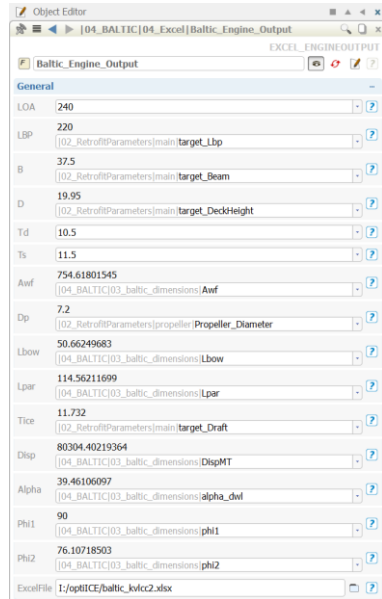 Object Editor
|04_BALTIC|04_Excel|Baltic_Engine_Output
EXCEL_ENGINEOUTPUT
F Baltic_Engine_Output
General
LOA 240
LBP 220
|02_RetrofitParameters|main|target_Lbp
B 37.5
|02_RetrofitParameters|main|target_Beam
D 19.95
|02_RetrofitParameters|main|target_DeckHeight
Td 10.5
Ts 11.5
Awf 754.61801545
|04_BALTIC|03_baltic_dimensions|Awf
Dp 7.2
|02_RetrofitParameters|propeller|Propeller_Diameter
Lbow 50.66249683
|04_BALTIC|03_baltic_dimensions|Lbow
Lpar 114.56211699
|04_BALTIC|03_baltic_dimensions|Lpar
Tice 11.732
|02_RetrofitParameters|main|target_Draft
Disp 80304.40219364
|04_BALTIC|03_baltic_dimensions|DispMT
Alpha 39.46106097
|04_BALTIC|03_baltic_dimensions|alpha_dwl
Phi1 90
|04_BALTIC|03_baltic_dimensions|phi1
Phi2 76.10718503
|04_BALTIC|03_baltic_dimensions|phi2
ExcelFile I:/optiICE/baltic_kvlcc2.xlsx